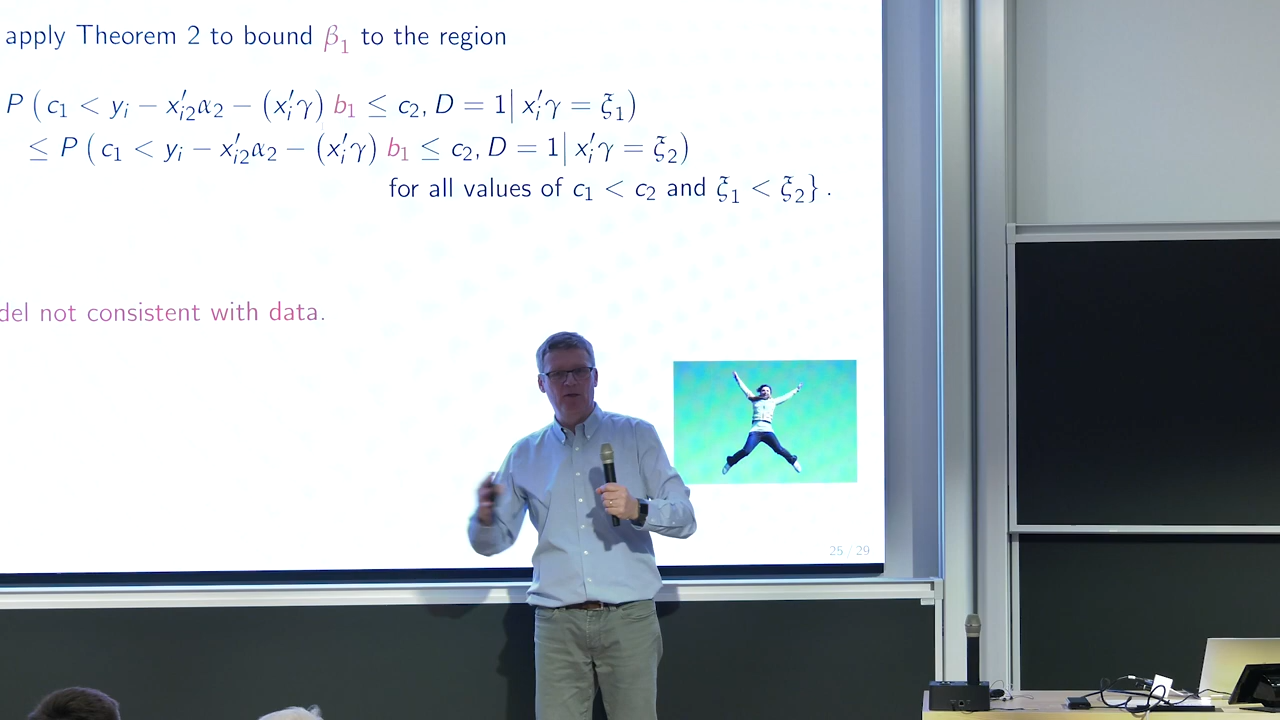 apply Theorem 2 to bound β₁ to the region
P ( c₁ < yᵢ − x′ᵢ₂α₂ − (x′ᵢγ) b₁ ≤ c₂, D = 1| x′ᵢγ = ξ₁)
≤ P ( c₁ < yᵢ − x′ᵢ₂α₂ − (x′ᵢγ) b₁ ≤ c₂, D = 1| x′ᵢγ = ξ₂)
for all values of c₁ < c₂ and ξ₁ < ξ₂} .
del not consistent with data.
25 / 29